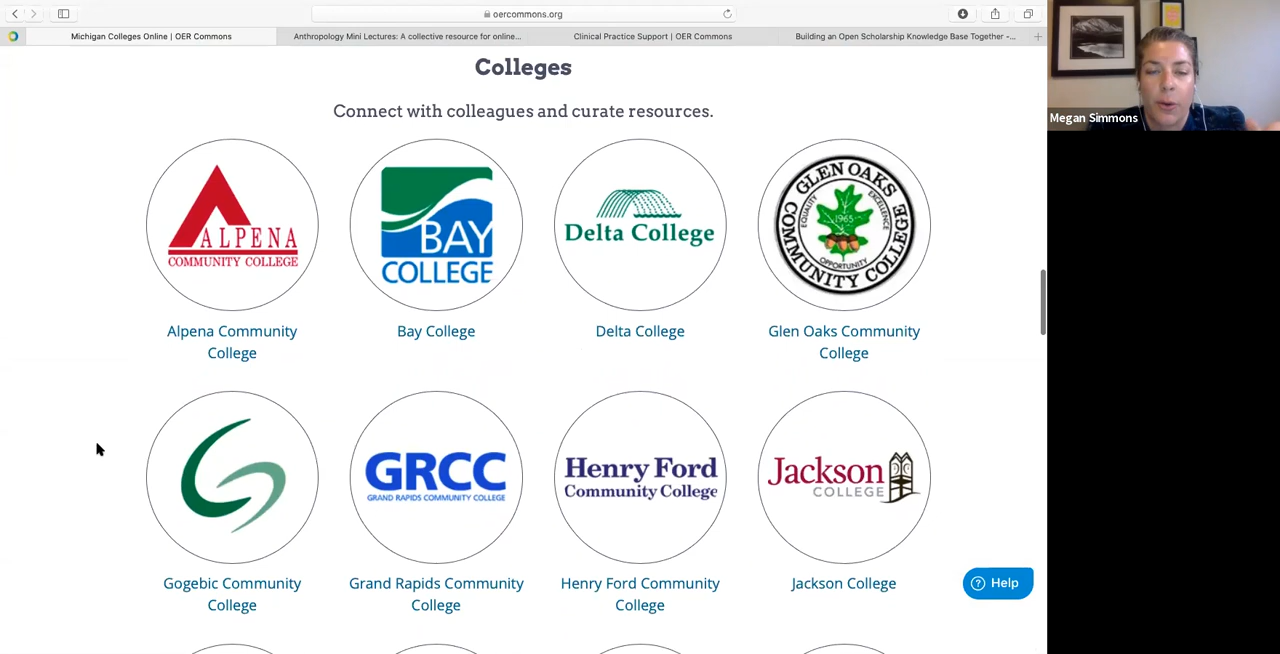 oercommons.org
Michigan Colleges Online | OER Commons
Anthropology Mini Lectures: A collective resource for online...
Clinical Practice Support | OER Commons
Building an Open Scholarship Knowledge Base Together -...
Megan Simmons
Colleges
Connect with colleagues and curate resources.
ALPENA
COMMUNITY COLLEGE
BAY
COLLEGE
Delta College
GLEN OAKS
COMMUNITY COLLEGE
EQUALITY
EXCELLENCE
1965
OPPORTUNITY
Alpena Community
College
Bay College
Delta College
Glen Oaks Community
College
GRCC
GRAND RAPIDS COMMUNITY COLLEGE
Henry Ford
Community College
Jackson
COLLEGE
Gogebic Community
College
Grand Rapids Community
College
Henry Ford Community
College
Jackson College
Help